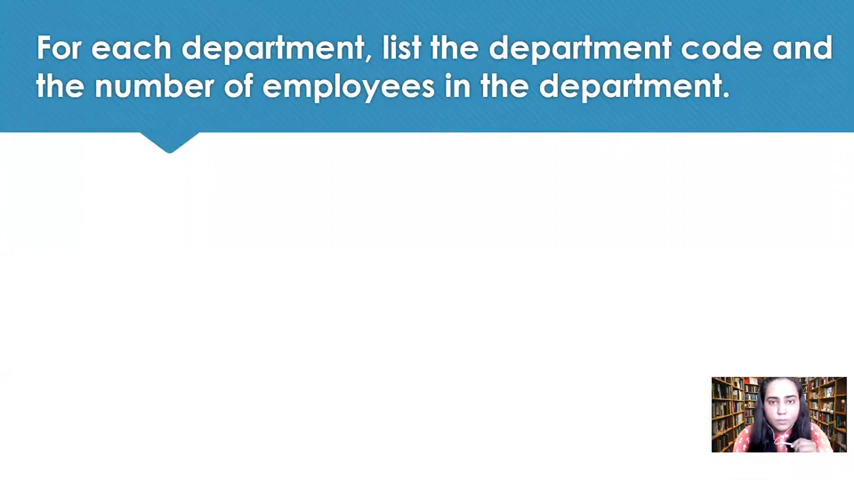 For each department, list the department code and
the number of employees in the department.